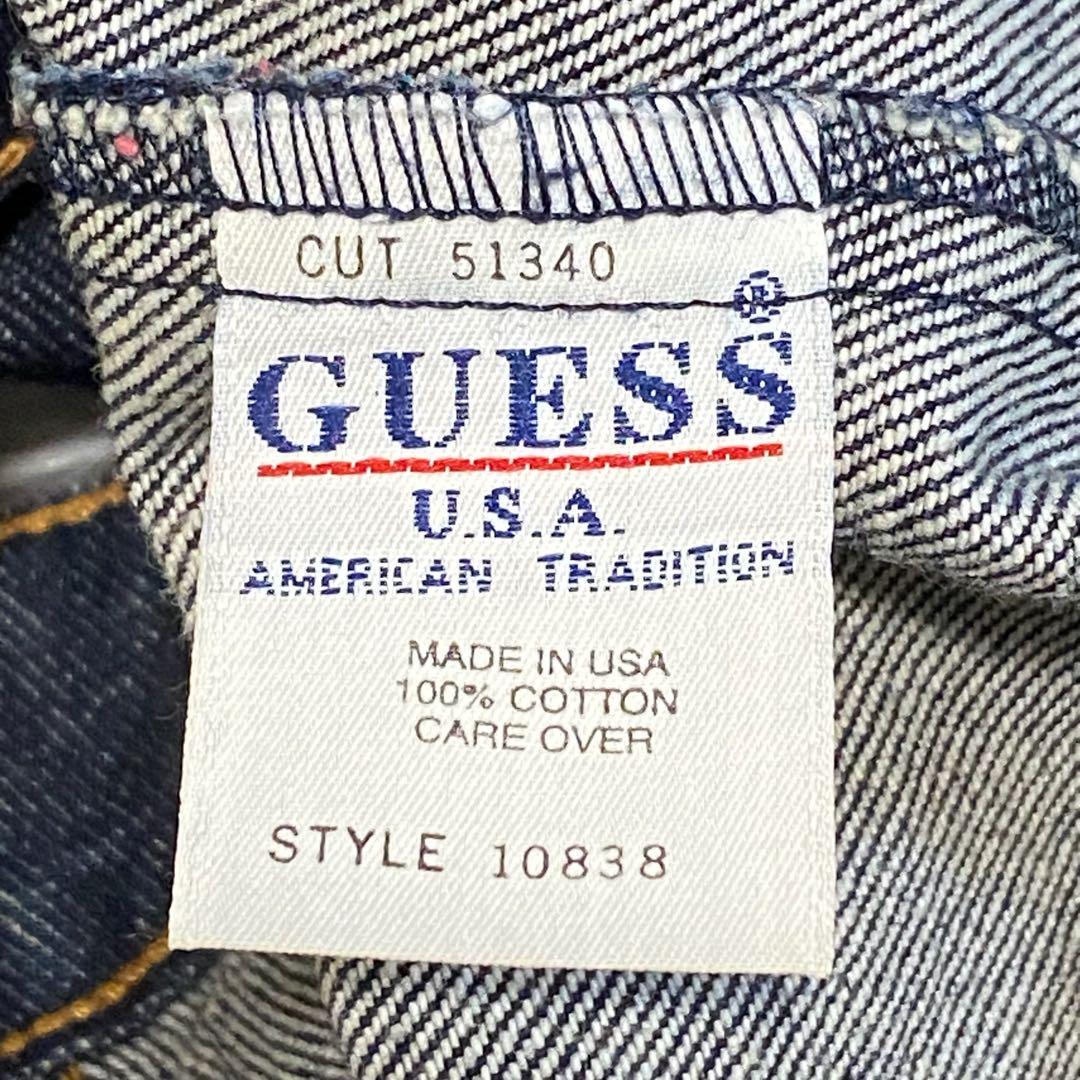 CUT 51340
GUESS®
U.S.A.
AMERICAN TRADITION
MADE IN USA
100% COTTON
CARE OVER
STYLE 10838